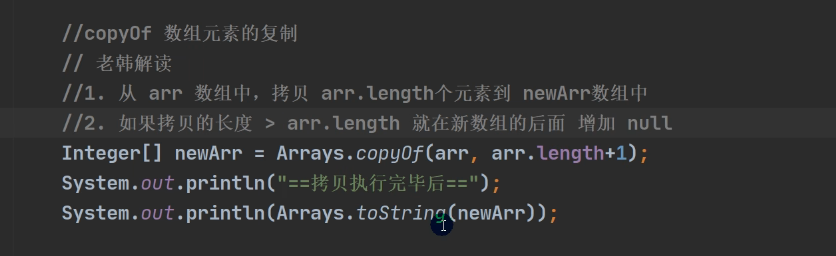 //copyOf 数组元素的复制
// 老韩解读
//1. 从 arr 数组中，拷贝 arr.length个元素到 newArr数组中
//2. 如果拷贝的长度 > arr.length 就在新数组的后面 增加 null
Integer[] newArr = Arrays.copyOf(arr, arr.length+1);
System.out.println("==拷贝执行完毕后==");
System.out.println(Arrays.toString(newArr));